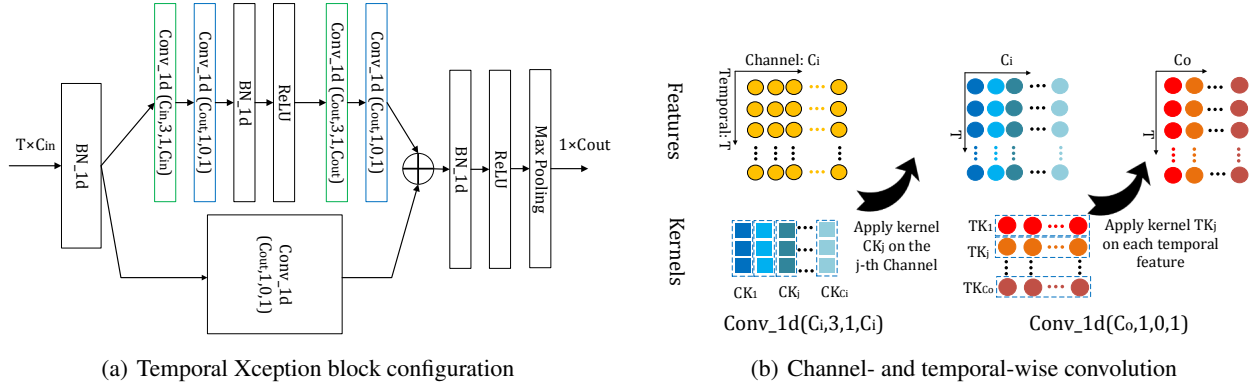 T×Cin
BN_1d
Conv_1d (Cin,3,1,Cin)
Conv_1d (Cout,1,0,1)
BN_1d
ReLU
Conv_1d (Cout,3,1,Cout)
Conv_1d (Cout,1,0,1)
Conv_1d
(Cout,1,0,1)
BN_1d
ReLU
Max Pooling
1×Cout
(a) Temporal Xception block configuration
Features
Kernels
Channel: Ci
Temporal: T
Ci
T
Co
T
CK1
CKj
CKCi
Apply kernel
CKj on the
j-th Channel
Conv_1d(Ci,3,1,Ci)
TK1
TKj
TKCo
Apply kernel TKj
on each temporal
feature
Conv_1d(Co,1,0,1)
(b) Channel- and temporal-wise convolution